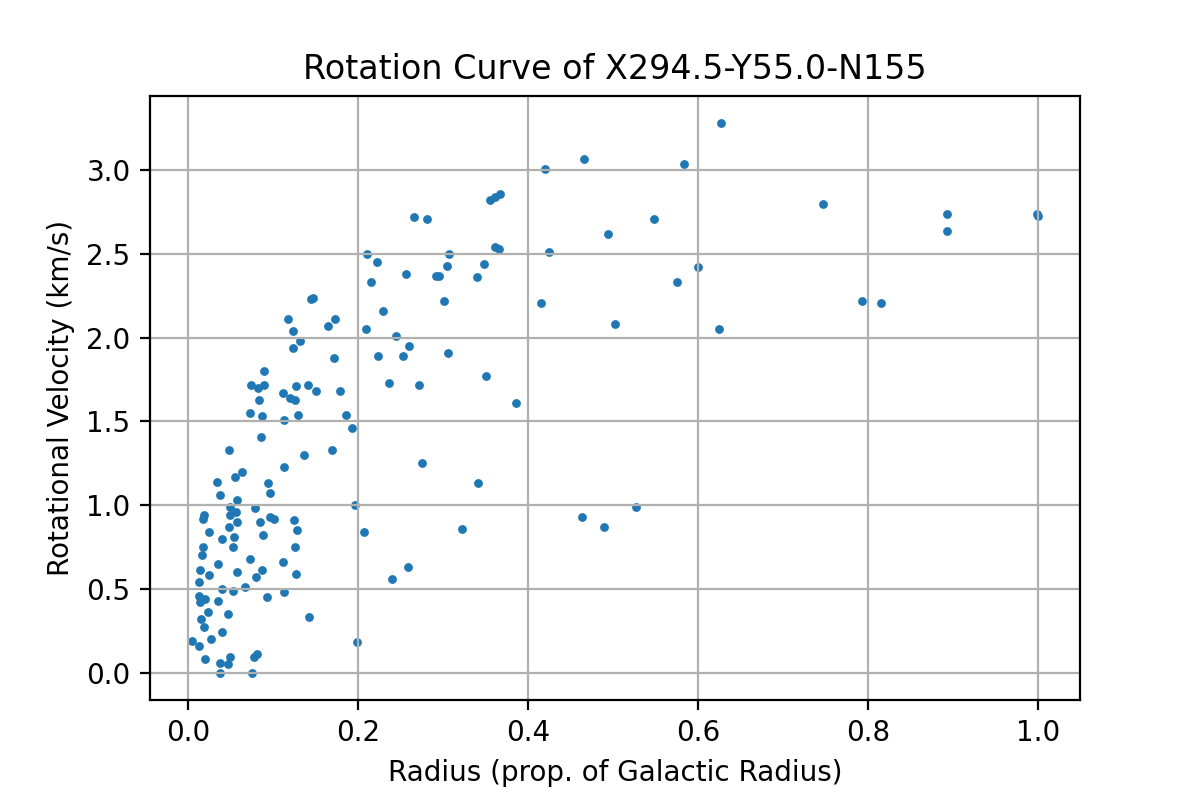 Rotation Curve of X294.5-Y55.0-N155
Rotational Velocity (km/s)
3.0
2.5
2.0
1.5
1.0
0.5
0.0
0.0 0.2 0.4 0.6 0.8 1.0
Radius (prop. of Galactic Radius)